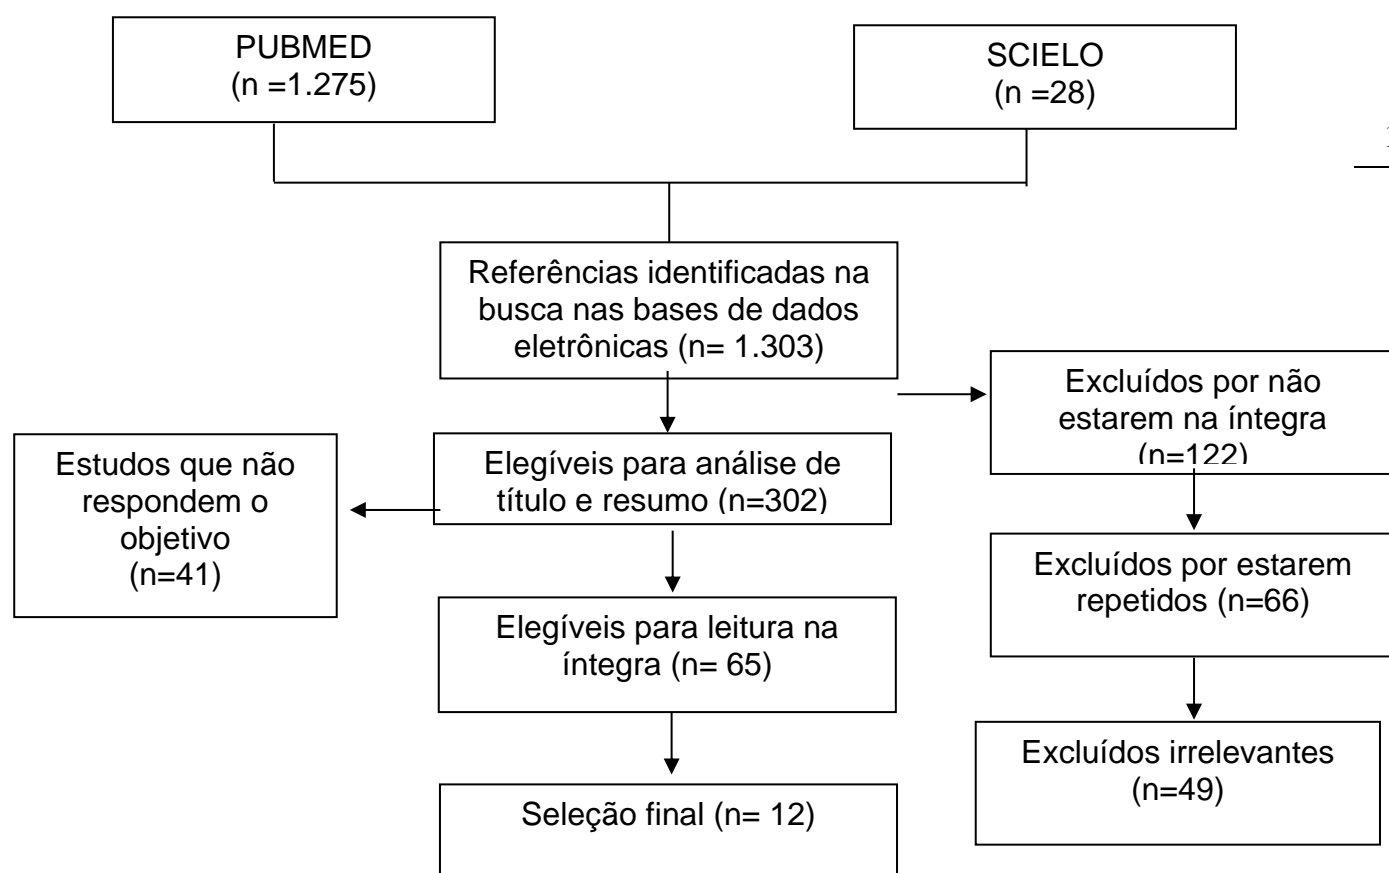 PUBMED
(n =1.275)
SCIELO
(n =28)
Referências identificadas na
busca nas bases de dados
eletrônicas (n= 1.303)
Excluídos por não
estarem na íntegra
(n=122)
Elegíveis para análise de
título e resumo (n=302)
Estudos que não
respondem o
objetivo
(n=41)
Excluídos por estarem
repetidos (n=66)
Elegíveis para leitura na
íntegra (n= 65)
Excluídos irrelevantes
(n=49)
Seleção final (n= 12)